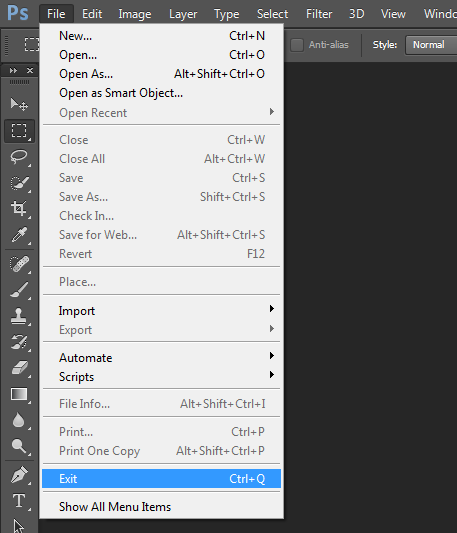 Ps File Edit Image Layer Type Select Filter 3D View
Anti-alias Style: Normal
New... Ctrl+N
Open... Ctrl+O
Open As... Alt+Shift+Ctrl+O
Open as Smart Object...
Open Recent
Close Ctrl+W
Close All Alt+Ctrl+W
Save Ctrl+S
Save As... Shift+Ctrl+S
Check In...
Save for Web... Alt+Shift+Ctrl+S
Revert F12
Place...
Import
Export
Automate
Scripts
File Info... Alt+Shift+Ctrl+I
Print... Ctrl+P
Print One Copy Alt+Shift+Ctrl+P
Exit Ctrl+Q
Show All Menu Items
T